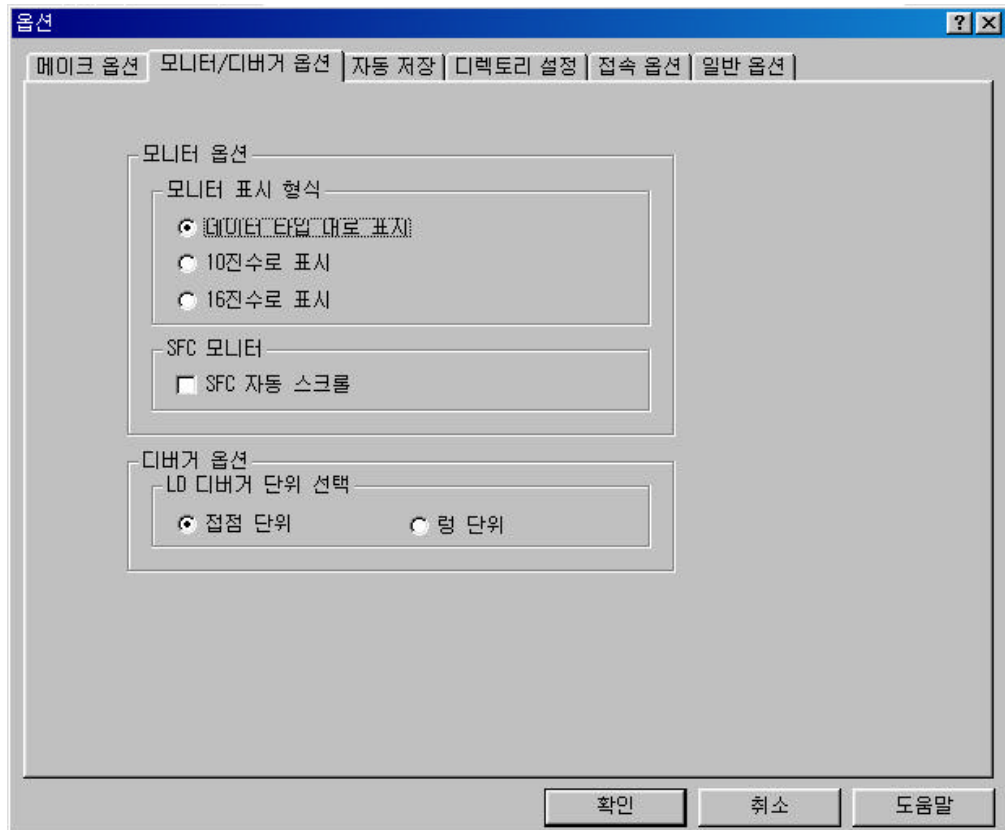 옵션
메이크 옵션 모니터/디버거 옵션 자동 저장 디렉토리 설정 접속 옵션 일반 옵션
모니터 옵션
모니터 표시 형식
데이터 타입 대로 표시
10진수로 표시
16진수로 표시
SFC 모니터
SFC 자동 스크롤
디버거 옵션
LD 디버거 단위 선택
접점 단위 렁 단위
확인 취소 도움말